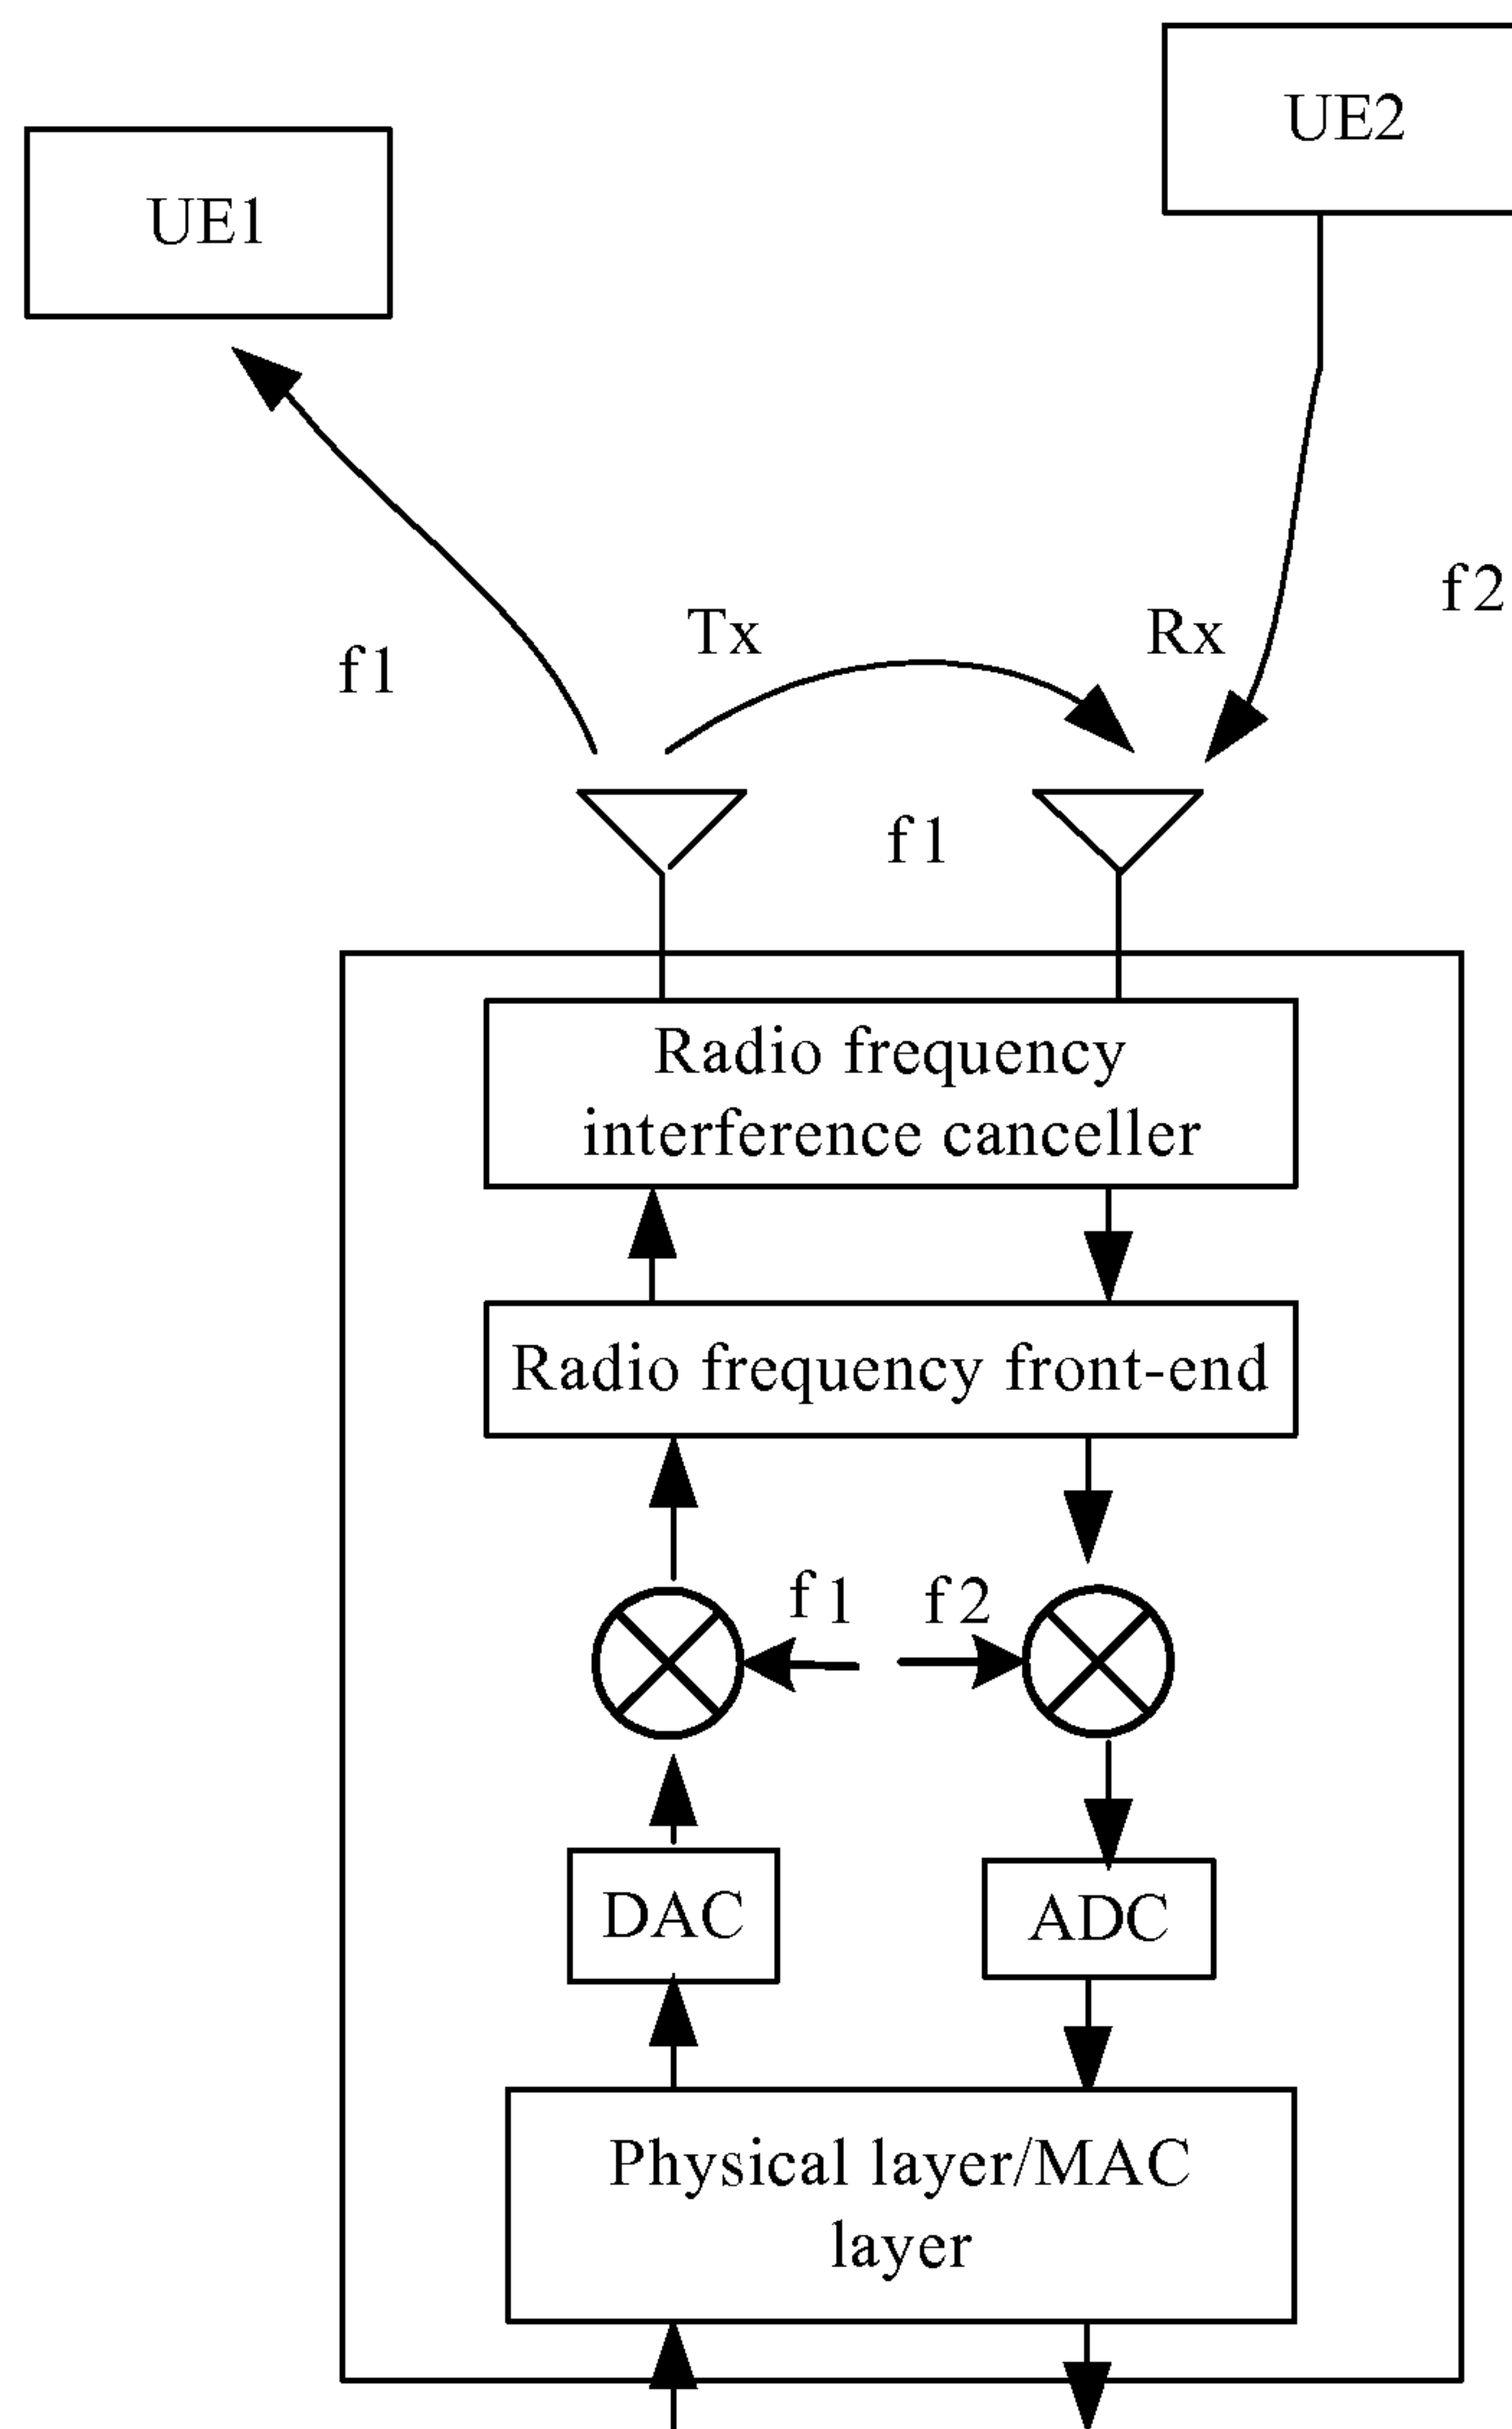 UE2
UE1
f2
Tx
Rx
f1
f1
Radio frequency
interference canceller
Radio frequency front-end
f1
f2
DAC
ADC
Physical layer/MAC
layer